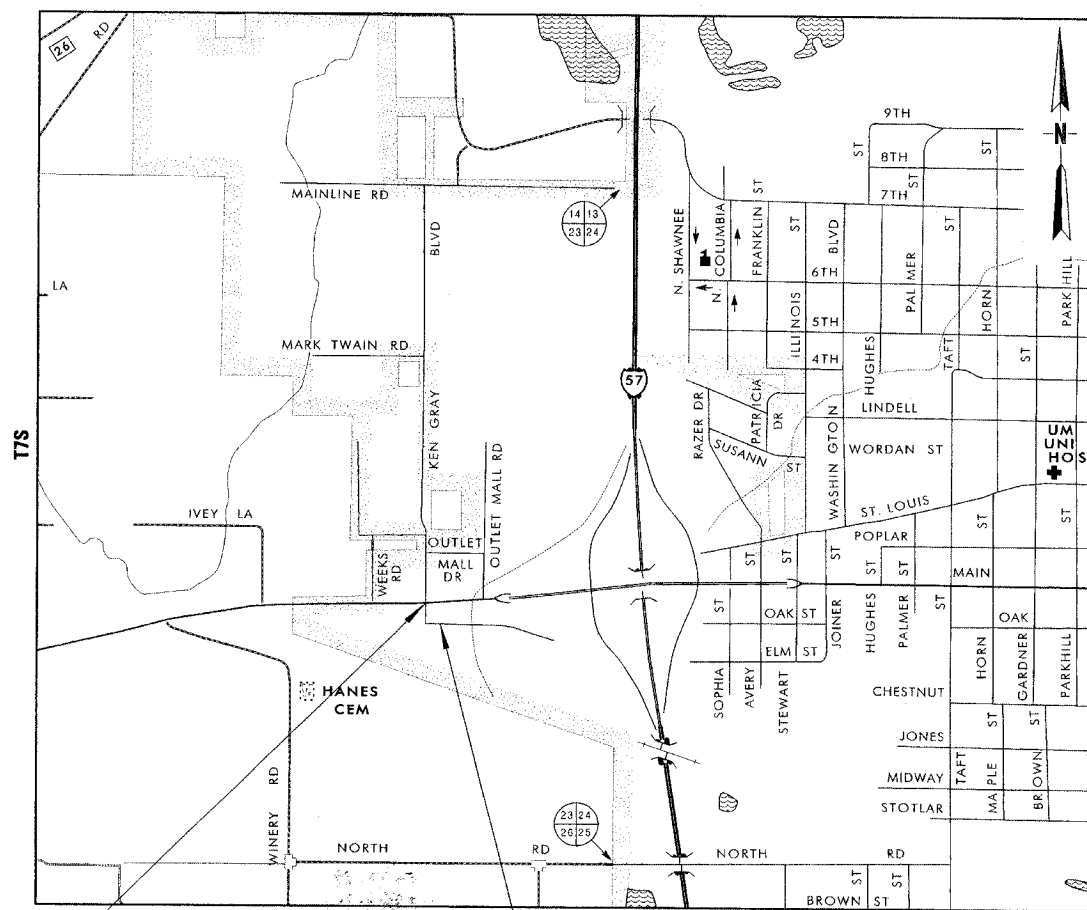 26
RD
N
9TH
ST
ST
8TH
ST
7TH
MAINLINE RD
14 13
23 24
BLVD
N. SHAWNEE
N. COLUMBIA
FRANKLIN ST
ILLINOIS ST
BLVD
6TH
5TH
4TH
PALMER
ST
HORN
PARKHILL
LA
MARK TWAIN RD
HUGHES
TAFT
ST
57
T7S
KEN GRAY
RAZER DR
PATRICIA DR
LINDELL
WASHINGTON
WORDAN ST
SUSANN ST
UM
UNI
HOS
OUTLET MALL RD
IVEY LA
ST. LOUIS
POPLAR
ST
ST
OUTLET
MALL
DR
WEEKS
RD
ST
ST
ST
ST
ST
MAIN
SOPHIA ST
OAK ST
ELM ST
JOINER
HUGHES
PALMER
ST
OAK
AVERY
STEWART
HORN
GARDNER
PARKHILL
CHESTNUT
HANES
CEM
ST
ST
JONES
TAFT
MAPLE
BROWN
MIDWAY
STOTLAR
WINERY RD
23 24
26 25
NORTH RD
NORTH RD
ST
ST
BROWN ST